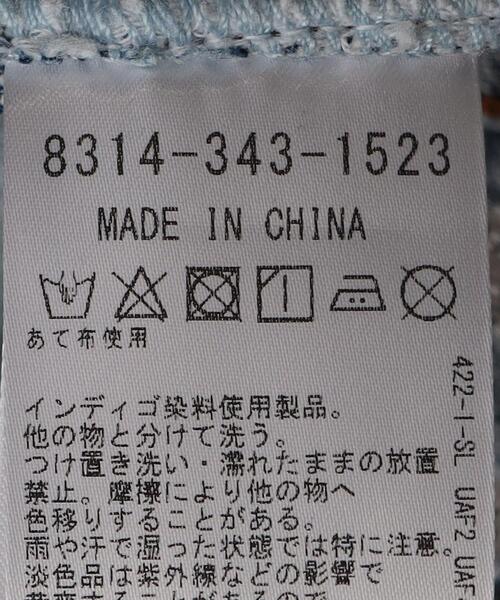 8314-343-1523
MADE IN CHINA
あて布使用
インディゴ染料使用製品。
他の物と分けて洗う。
つけ置き洗い・濡れたままの放置
禁止。摩擦により他の物へ
色移りすることがある。
雨や汗で湿った状態では特に注意。
淡色品は紫外線などの影響で
422-I-SL UAF2 UAF